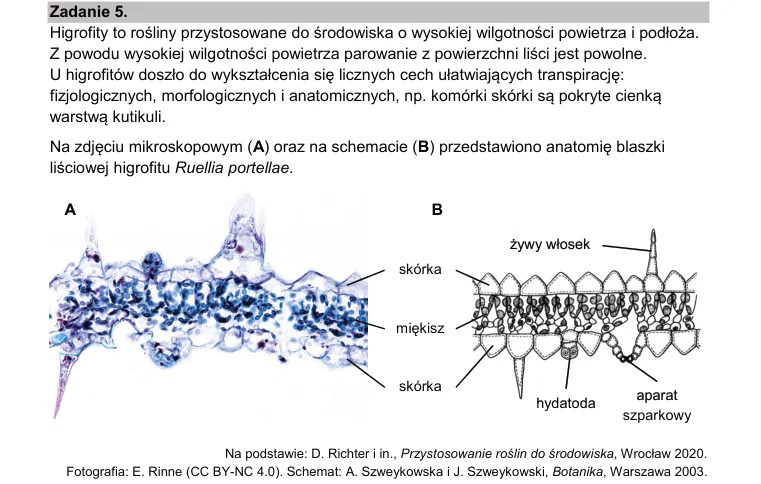 Zadanie 5.
Higrofity to rośliny przystosowane do środowiska o wysokiej wilgotności powietrza i podłoża.
Z powodu wysokiej wilgotności powietrza parowanie z powierzchni liści jest powolne.
U higrofitów doszło do wykształcenia się licznych cech ułatwiających transpirację:
fizjologicznych, morfologicznych i anatomicznych, np. komórki skórki są pokryte cienką
warstwą kutikuli.
Na zdjęciu mikroskopowym (A) oraz na schemacie (B) przedstawiono anatomię blaszki
liściowej higrofitu Ruellia portellae.
A
B
żywy włosek
skórka
miękisz
skórka
hydatoda
aparat
szparkowy
Na podstawie: D. Richter i in., Przystosowanie roślin do środowiska, Wrocław 2020.
Fotografia: E. Rinne (CC BY-NC 4.0). Schemat: A. Szweykowska i J. Szweykowski, Botanika, Warszawa 2003.